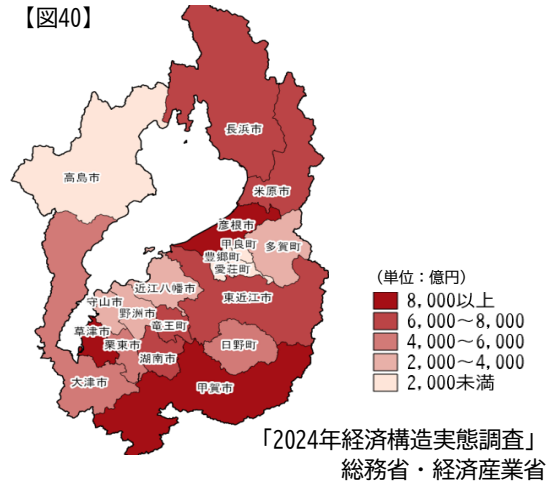 【図40】
長浜市
高島市
米原市
彦根市
甲良町
多賀町
豊郷町
愛荘町
近江八幡市
東近江市
守山市
野洲市
竜王町
草津市
栗東市
日野町
湖南市
大津市
甲賀市
(単位：億円)
8,000以上
6,000～8,000
4,000～6,000
2,000～4,000
2,000未満
「2024年経済構造実態調査」
総務省・経済産業省